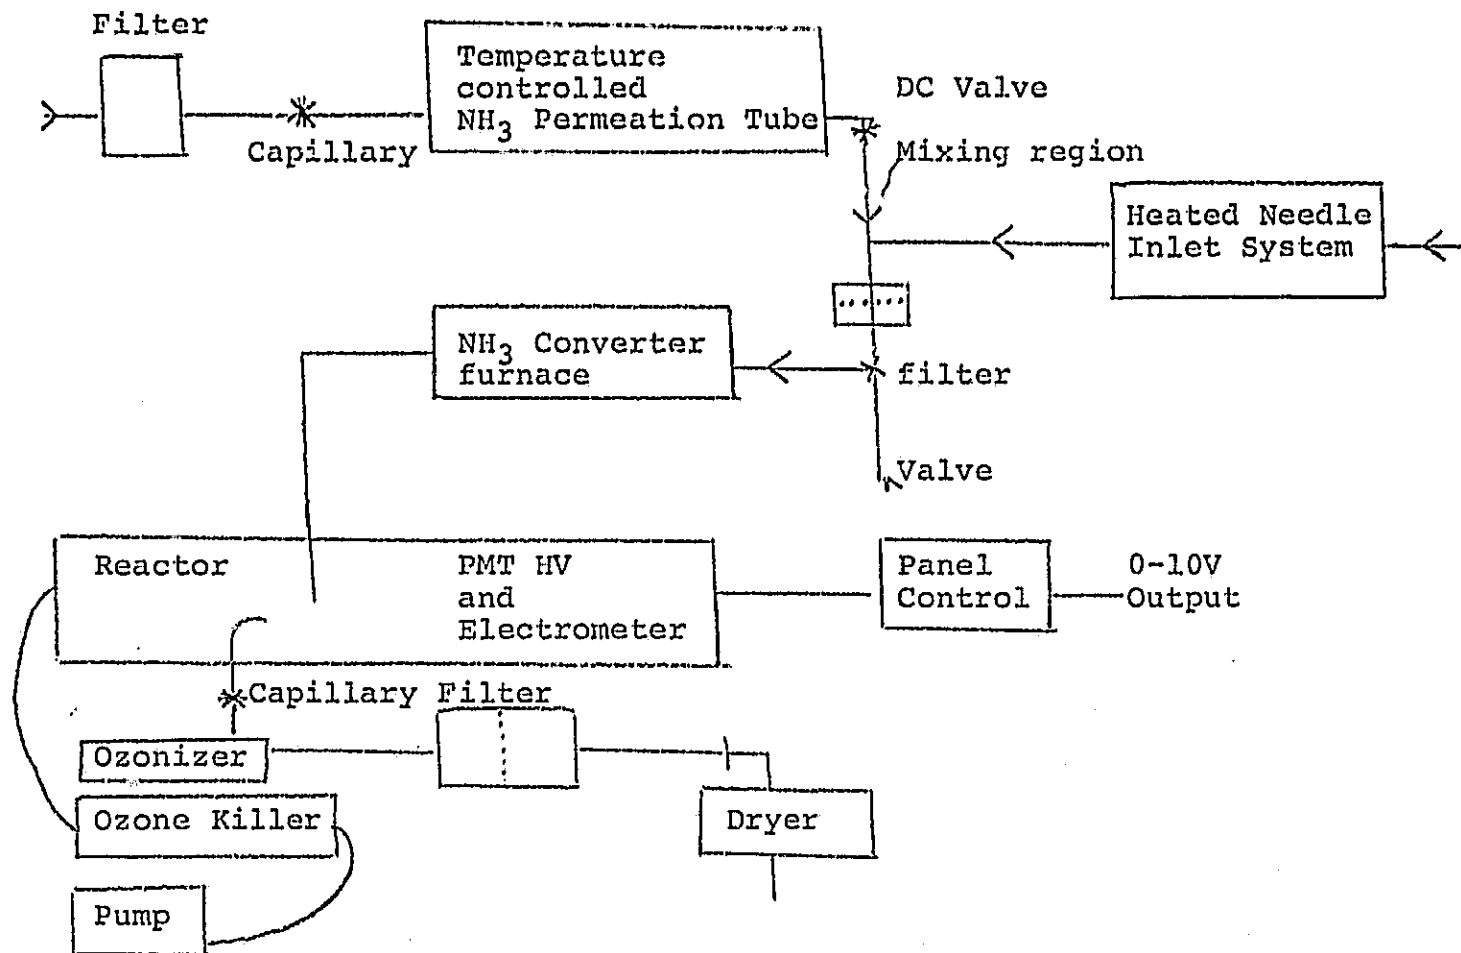 Filter
Temperature
controlled
NH3 Permeation Tube
Capillary
DC Valve
Mixing region
Heated Needle
Inlet System
NH3 Converter
furnace
filter
Valve
Reactor
PMT HV
and
Electrometer
Panel
Control
0-10V
Output
Capillary Filter
Ozonizer
Ozone Killer
Dryer
Pump